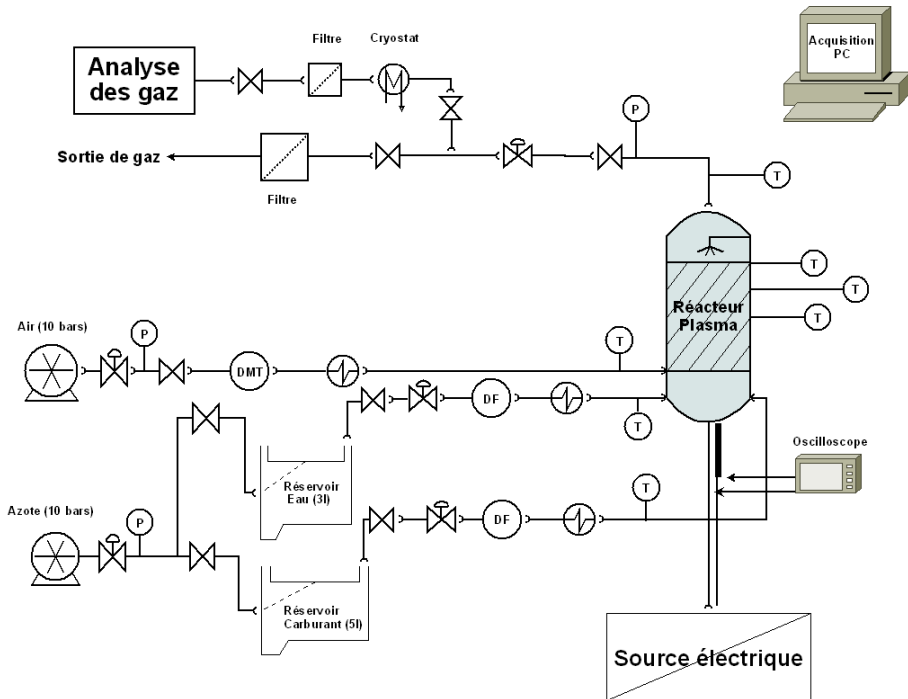 Filtre
Cryostat
Acquisition
PC
Analyse
des gaz
P
Sortie de gaz
T
Filtre
T
T
Réacteur
Plasma
T
Air (10 bars)
P
T
DMT
DF
T
Oscilloscope
Réservoir
Eau (3l)
T
Azote (10 bars)
P
DF
Réservoir
Carburant (5l)
Source électrique